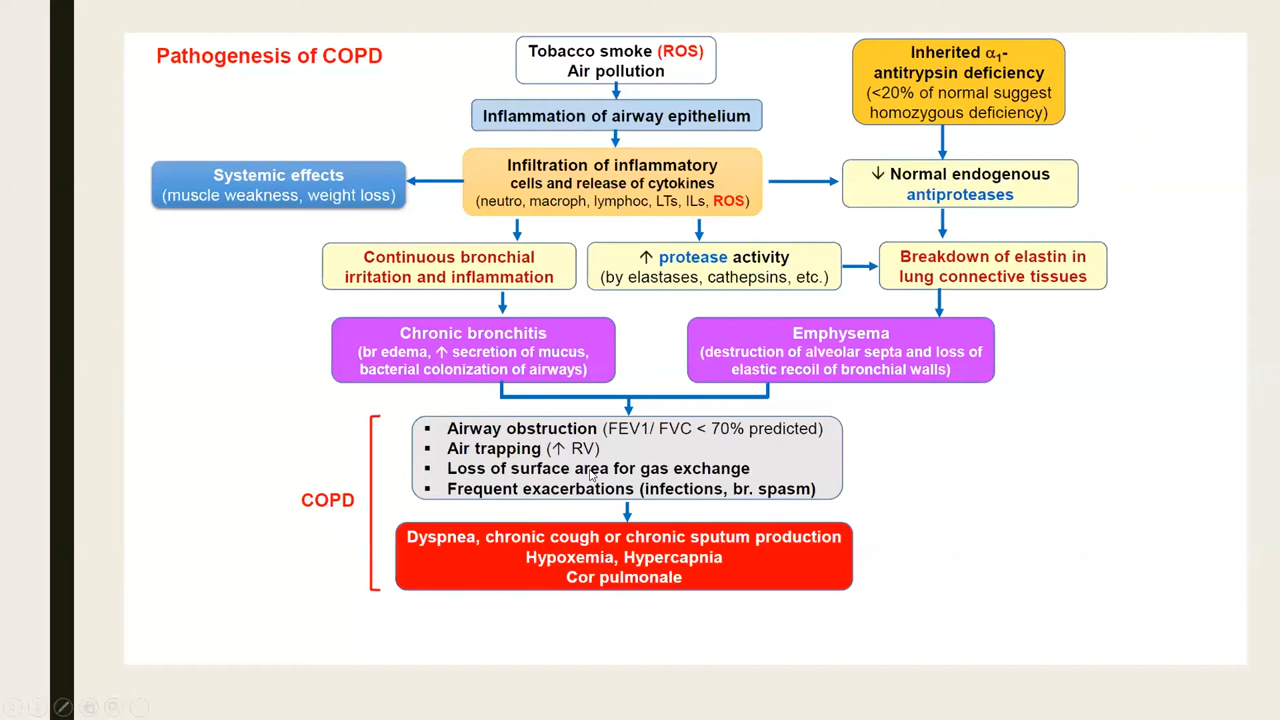 Pathogenesis of COPD
Tobacco smoke (ROS)
Air pollution
Inherited α1-
antitrypsin deficiency
(<20% of normal suggest
homozygous deficiency)
Inflammation of airway epithelium
Systemic effects
(muscle weakness, weight loss)
Infiltration of inflammatory
cells and release of cytokines
(neutro, macroph, lymphoc, LTs, ILs, ROS)
↓ Normal endogenous
antiproteases
Continuous bronchial
irritation and inflammation
↑ protease activity
(by elastases, cathepsins, etc.)
Breakdown of elastin in
lung connective tissues
Chronic bronchitis
(br edema, ↑ secretion of mucus,
bacterial colonization of airways)
Emphysema
(destruction of alveolar septa and loss of
elastic recoil of bronchial walls)
COPD
▪ Airway obstruction (FEV1/ FVC < 70% predicted)
▪ Air trapping (↑ RV)
▪ Loss of surface area for gas exchange
▪ Frequent exacerbations (infections, br. spasm)
Dyspnea, chronic cough or chronic sputum production
Hypoxemia, Hypercapnia
Cor pulmonale